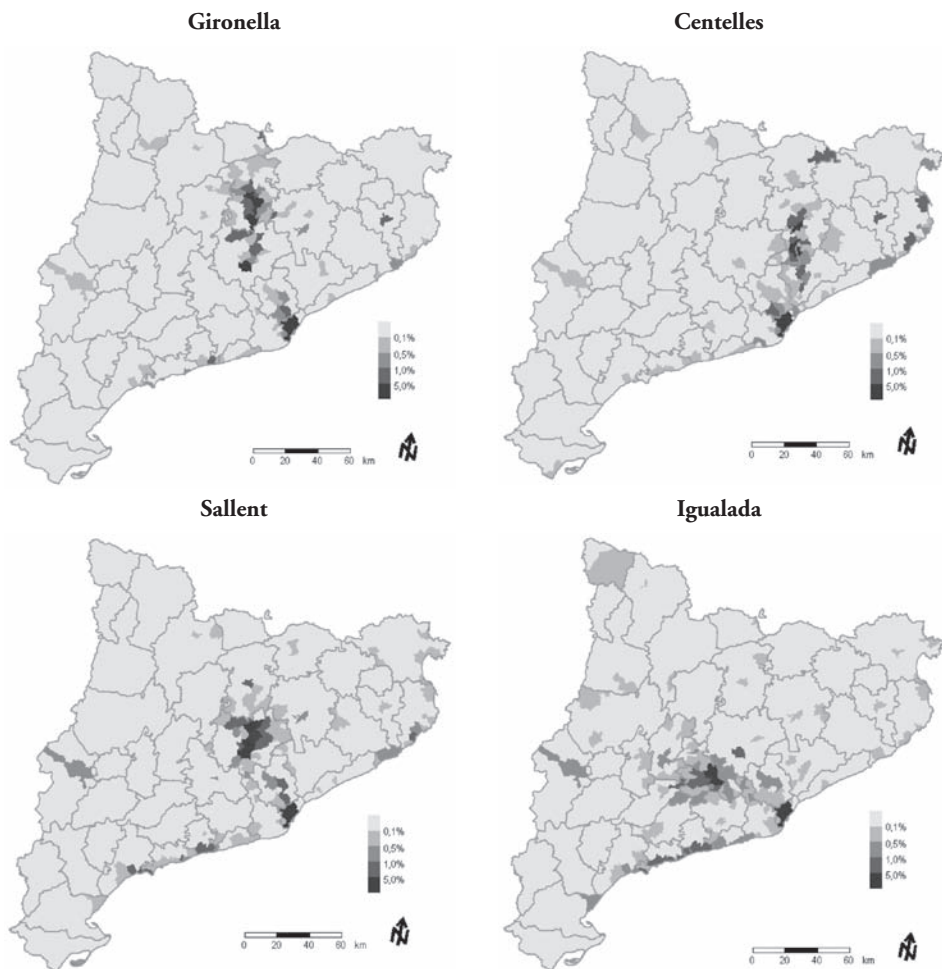 Gironella
Centelles
0,1%
0,5%
1,0%
5,0%
0 20 40 60 km
N
0,1%
0,5%
1,0%
5,0%
0 20 40 60 km
N
Sallent
Igualada
0,1%
0,5%
1,0%
5,0%
0 20 40 60 km
N
0,1%
0,5%
1,0%
5,0%
0 20 40 60 km
N